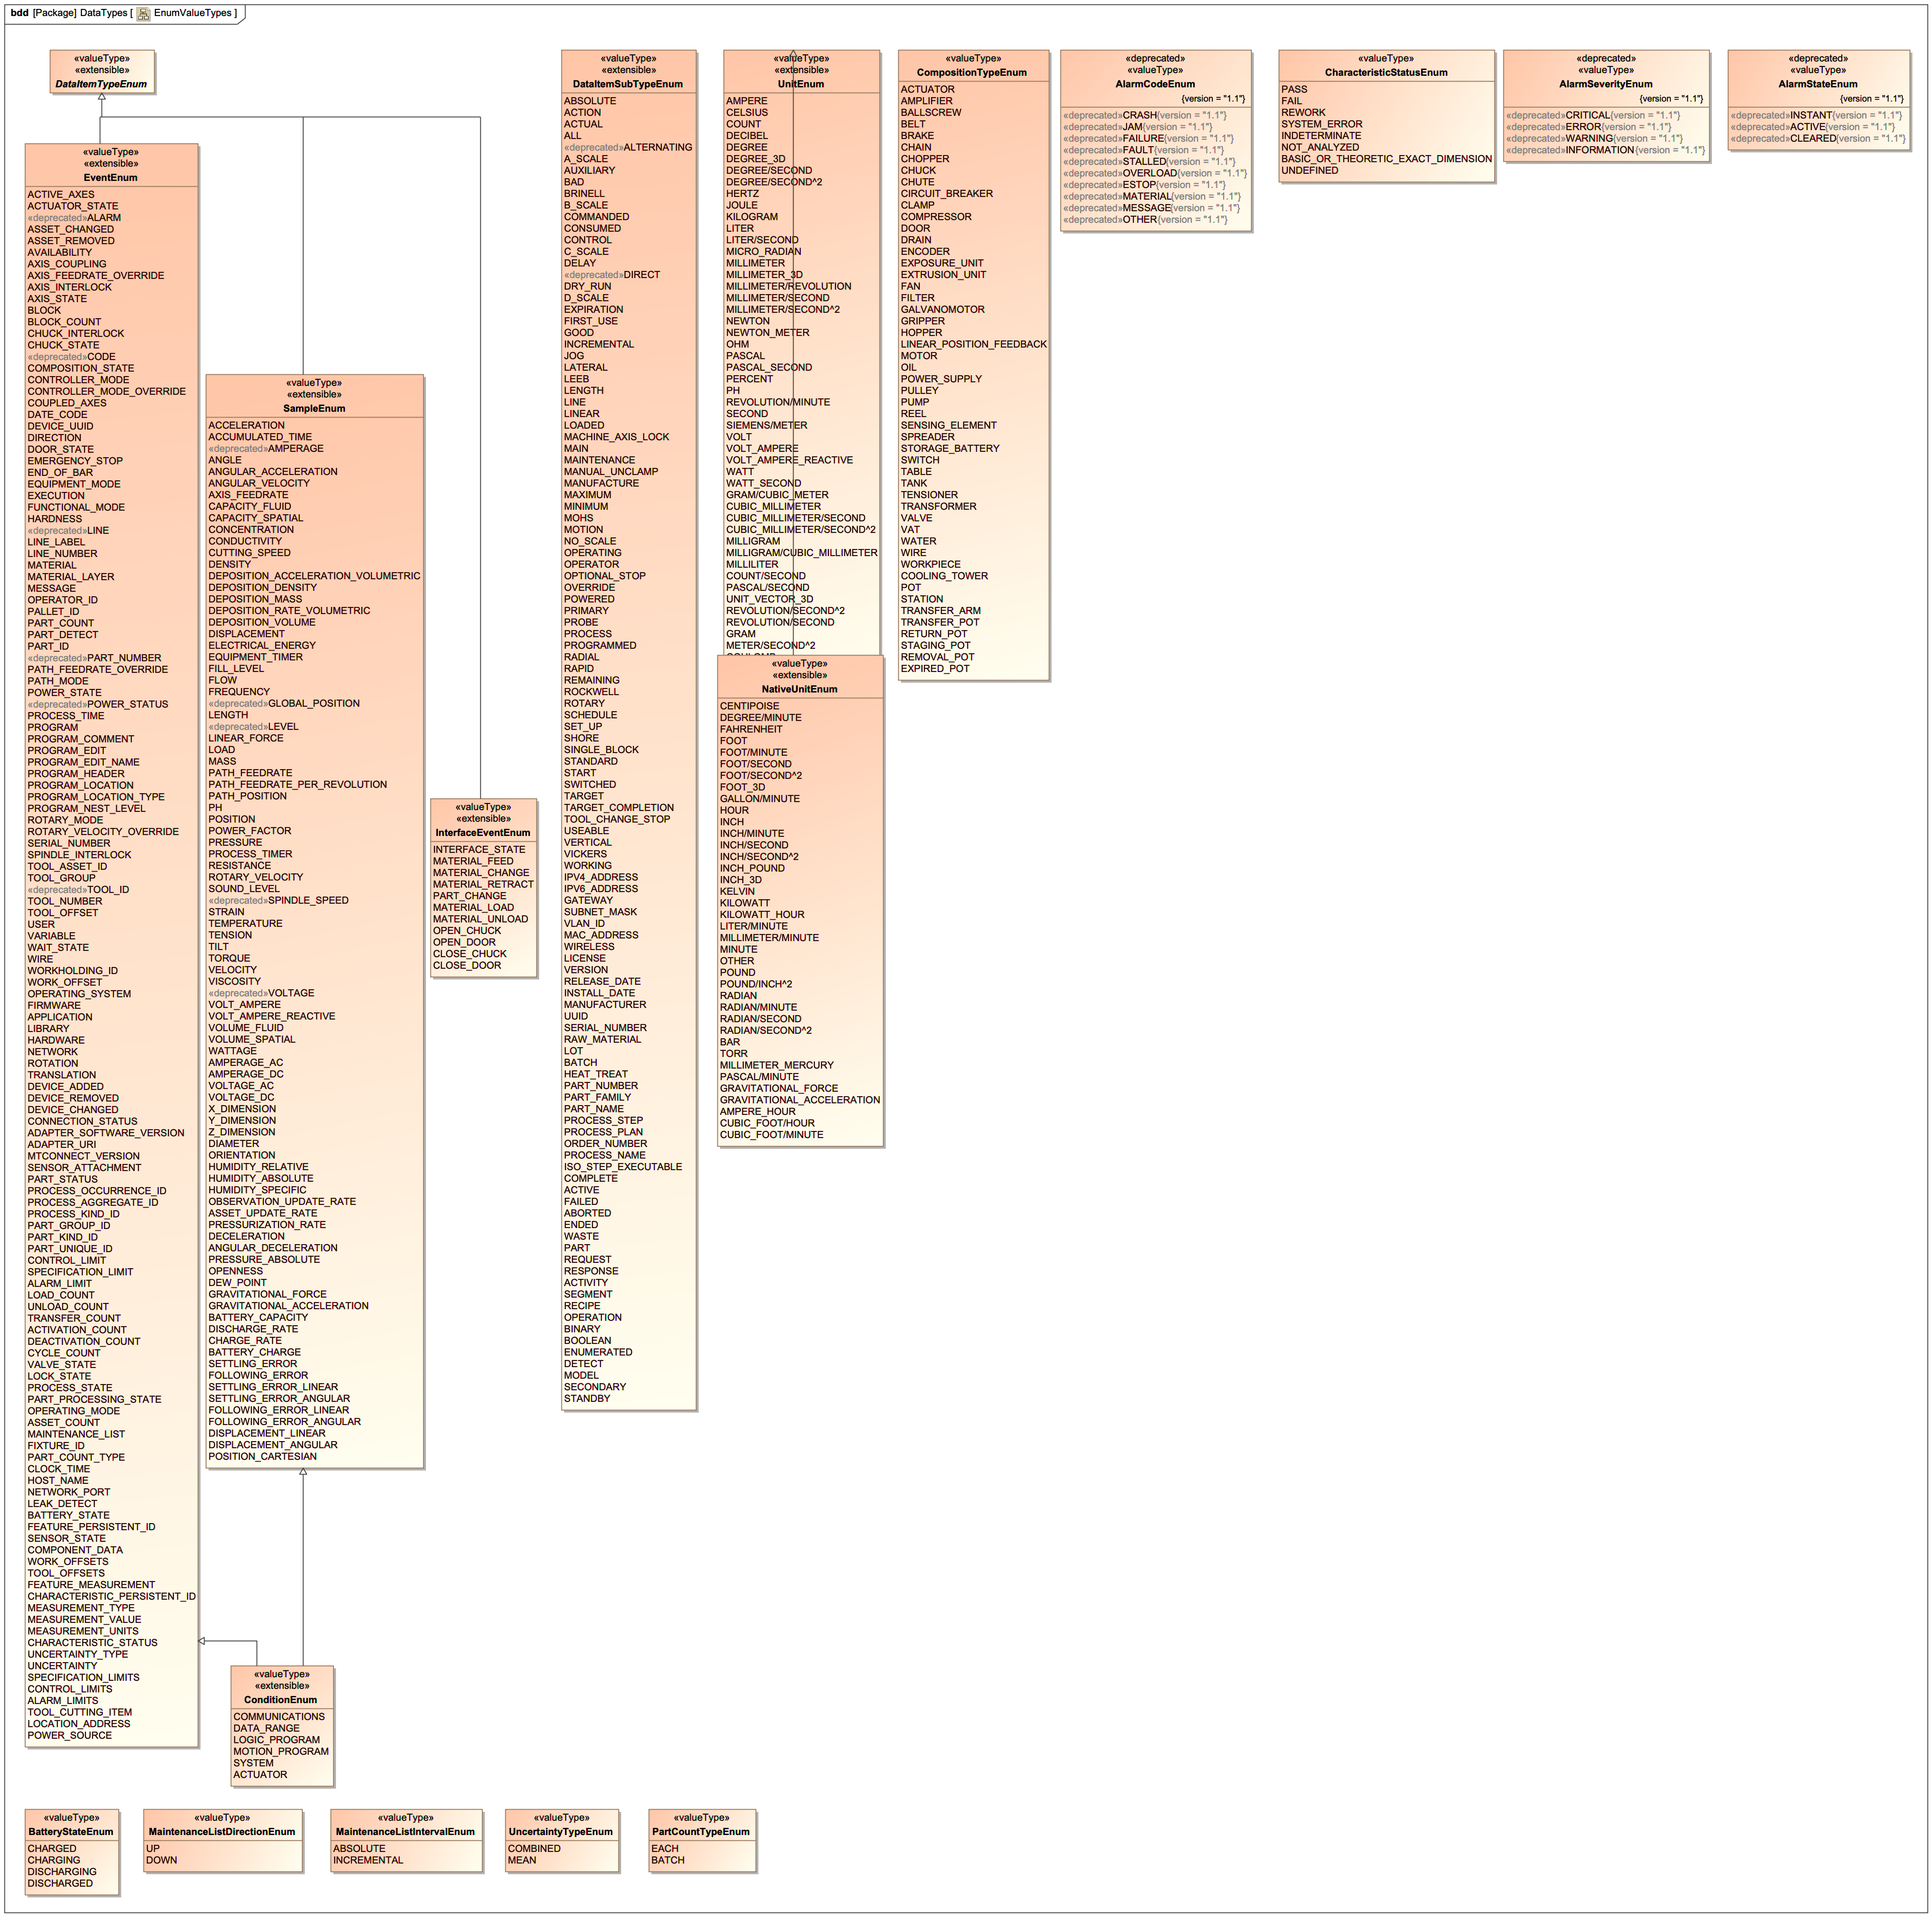 bdd [Package] DataTypes [ EnumValueTypes ]
«valueType»
«extensible»
DataItemTypeEnum
«valueType»
«extensible»
EventEnum
ACTIVE_AXES
ACTUATOR_STATE
«deprecated»ALARM
ASSET_CHANGED
ASSET_REMOVED
AVAILABILITY
AXIS_COUPLING
AXIS_FEEDRATE_OVERRIDE
AXIS_INTERLOCK
AXIS_STATE
BLOCK
BLOCK_COUNT
CHUCK_INTERLOCK
CHUCK_STATE
«deprecated»CODE
COMPOSITION_STATE
CONTROLLER_MODE
CONTROLLER_MODE_OVERRIDE
COUPLED_AXES
DATE_CODE
DEVICE_UUID
DIRECTION
DOOR_STATE
EMERGENCY_STOP
END_OF_BAR
EQUIPMENT_MODE
EXECUTION
FUNCTIONAL_MODE
HARDNESS
«deprecated»LINE
LINE_LABEL
LINE_NUMBER
MATERIAL
MATERIAL_LAYER
MESSAGE
OPERATOR_ID
PALLET_ID
PART_COUNT
PART_DETECT
PART_ID
«deprecated»PART_NUMBER
PATH_FEEDRATE_OVERRIDE
PATH_MODE
POWER_STATE
«deprecated»POWER_STATUS
PROCESS_TIME
PROGRAM
PROGRAM_COMMENT
PROGRAM_EDIT
PROGRAM_EDIT_NAME
PROGRAM_HEADER
PROGRAM_LOCATION
PROGRAM_LOCATION_TYPE
PROGRAM_NEST_LEVEL
ROTARY_MODE
ROTARY_VELOCITY_OVERRIDE
SERIAL_NUMBER
SPINDLE_INTERLOCK
TOOL_ASSET_ID
TOOL_GROUP
«deprecated»TOOL_ID
TOOL_NUMBER
TOOL_OFFSET
USER
VARIABLE
WAIT_STATE
WIRE
WORKHOLDING_ID
WORK_OFFSET
OPERATING_SYSTEM
FIRMWARE
APPLICATION
LIBRARY
HARDWARE
NETWORK
ROTATION
TRANSLATION
DEVICE_ADDED
DEVICE_REMOVED
DEVICE_CHANGED
CONNECTION_STATUS
ADAPTER_SOFTWARE_VERSION
ADAPTER_URI
MTCONNECT_VERSION
SENSOR_ATTACHMENT
PART_STATUS
PROCESS_OCCURRENCE_ID
PROCESS_AGGREGATE_ID
PROCESS_KIND_ID
PART_GROUP_ID
PART_KIND_ID
PART_UNIQUE_ID
CONTROL_LIMIT
SPECIFICATION_LIMIT
ALARM_LIMIT
LOAD_COUNT
UNLOAD_COUNT
TRANSFER_COUNT
ACTIVATION_COUNT
DEACTIVATION_COUNT
CYCLE_COUNT
VALVE_STATE
LOCK_STATE
PROCESS_STATE
PART_PROCESSING_STATE
OPERATING_MODE
ASSET_COUNT
MAINTENANCE_LIST
FIXTURE_ID
PART_COUNT_TYPE
CLOCK_TIME
HOST_NAME
NETWORK_PORT
LEAK_DETECT
BATTERY_STATE
FEATURE_PERSISTENT_ID
SENSOR_STATE
COMPONENT_DATA
WORK_OFFSETS
TOOL_OFFSETS
FEATURE_MEASUREMENT
CHARACTERISTIC_PERSISTENT_ID
MEASUREMENT_TYPE
MEASUREMENT_VALUE
MEASUREMENT_UNITS
CHARACTERISTIC_STATUS
UNCERTAINTY_TYPE
UNCERTAINTY
SPECIFICATION_LIMITS
CONTROL_LIMITS
ALARM_LIMITS
TOOL_CUTTING_ITEM
LOCATION_ADDRESS
POWER_SOURCE
«valueType»
«extensible»
SampleEnum
ACCELERATION
ACCUMULATED_TIME
«deprecated»AMPERAGE
ANGLE
ANGULAR_ACCELERATION
ANGULAR_VELOCITY
AXIS_FEEDRATE
CAPACITY_FLUID
CAPACITY_SPATIAL
CONCENTRATION
CONDUCTIVITY
CUTTING_SPEED
DENSITY
DEPOSITION_ACCELERATION_VOLUMETRIC
DEPOSITION_DENSITY
DEPOSITION_MASS
DEPOSITION_RATE_VOLUMETRIC
DEPOSITION_VOLUME
DISPLACEMENT
ELECTRICAL_ENERGY
EQUIPMENT_TIMER
FILL_LEVEL
FLOW
FREQUENCY
«deprecated»GLOBAL_POSITION
LENGTH
«deprecated»LEVEL
LINEAR_FORCE
LOAD
MASS
PATH_FEEDRATE
PATH_FEEDRATE_PER_REVOLUTION
PATH_POSITION
PH
POSITION
POWER_FACTOR
PRESSURE
PROCESS_TIMER
RESISTANCE
ROTARY_VELOCITY
SOUND_LEVEL
«deprecated»SPINDLE_SPEED
STRAIN
TEMPERATURE
TENSION
TILT
TORQUE
VELOCITY
VISCOSITY
«deprecated»VOLTAGE
VOLT_AMPERE
VOLT_AMPERE_REACTIVE
VOLUME_FLUID
VOLUME_SPATIAL
WATTAGE
AMPERAGE_AC
AMPERAGE_DC
VOLTAGE_AC
VOLTAGE_DC
X_DIMENSION
Y_DIMENSION
Z_DIMENSION
DIAMETER
ORIENTATION
HUMIDITY_RELATIVE
HUMIDITY_ABSOLUTE
HUMIDITY_SPECIFIC
OBSERVATION_UPDATE_RATE
ASSET_UPDATE_RATE
PRESSURIZATION_RATE
DECELERATION
ANGULAR_DECELERATION
PRESSURE_ABSOLUTE
OPENNESS
DEW_POINT
GRAVITATIONAL_FORCE
GRAVITATIONAL_ACCELERATION
BATTERY_CAPACITY
DISCHARGE_RATE
CHARGE_RATE
BATTERY_CHARGE
SETTLING_ERROR
FOLLOWING_ERROR
SETTLING_ERROR_LINEAR
SETTLING_ERROR_ANGULAR
FOLLOWING_ERROR_LINEAR
FOLLOWING_ERROR_ANGULAR
DISPLACEMENT_LINEAR
DISPLACEMENT_ANGULAR
POSITION_CARTESIAN
«valueType»
«extensible»
InterfaceEventEnum
INTERFACE_STATE
MATERIAL_FEED
MATERIAL_CHANGE
MATERIAL_RETRACT
PART_CHANGE
MATERIAL_LOAD
MATERIAL_UNLOAD
OPEN_CHUCK
OPEN_DOOR
CLOSE_CHUCK
CLOSE_DOOR
«valueType»
«extensible»
ConditionEnum
COMMUNICATIONS
DATA_RANGE
LOGIC_PROGRAM
MOTION_PROGRAM
SYSTEM
ACTUATOR
«valueType»
«extensible»
DataItemSubTypeEnum
ABSOLUTE
ACTION
ACTUAL
ALL
«deprecated»ALTERNATING
A_SCALE
AUXILIARY
BAD
BRINELL
B_SCALE
COMMANDED
CONSUMED
CONTROL
C_SCALE
DELAY
«deprecated»DIRECT
DRY_RUN
D_SCALE
EXPIRATION
FIRST_USE
GOOD
INCREMENTAL
JOG
LATERAL
LEEB
LENGTH
LINE
LINEAR
LOADED
MACHINE_AXIS_LOCK
MAIN
MAINTENANCE
MANUAL_UNCLAMP
MANUFACTURE
MAXIMUM
MINIMUM
MOHS
MOTION
NO_SCALE
OPERATING
OPERATOR
OPTIONAL_STOP
OVERRIDE
POWERED
PRIMARY
PROBE
PROCESS
PROGRAMMED
RADIAL
RAPID
REMAINING
ROCKWELL
ROTARY
SCHEDULE
SET_UP
SHORE
SINGLE_BLOCK
STANDARD
START
SWITCHED
TARGET
TARGET_COMPLETION
TOOL_CHANGE_STOP
USEABLE
VERTICAL
VICKERS
WORKING
IPV4_ADDRESS
IPV6_ADDRESS
GATEWAY
SUBNET_MASK
VLAN_ID
MAC_ADDRESS
WIRELESS
LICENSE
VERSION
RELEASE_DATE
INSTALL_DATE
MANUFACTURER
UUID
SERIAL_NUMBER
RAW_MATERIAL
LOT
BATCH
HEAT_TREAT
PART_NUMBER
PART_FAMILY
PART_NAME
PROCESS_STEP
PROCESS_PLAN
ORDER_NUMBER
PROCESS_NAME
ISO_STEP_EXECUTABLE
COMPLETE
ACTIVE
FAILED
ABORTED
ENDED
WASTE
PART
REQUEST
RESPONSE
ACTIVITY
SEGMENT
RECIPE
OPERATION
BINARY
BOOLEAN
ENUMERATED
DETECT
MODEL
SECONDARY
STANDBY
«valueType»
«extensible»
UnitEnum
AMPERE
CELSIUS
COUNT
DECIBEL
DEGREE
DEGREE_3D
DEGREE/SECOND
DEGREE/SECOND^2
HERTZ
JOULE
KILOGRAM
LITER
LITER/SECOND
MICRO_RADIAN
MILLIMETER
MILLIMETER_3D
MILLIMETER/REVOLUTION
MILLIMETER/SECOND
MILLIMETER/SECOND^2
NEWTON
NEWTON_METER
OHM
PASCAL
PASCAL_SECOND
PERCENT
PH
REVOLUTION/MINUTE
SECOND
SIEMENS/METER
VOLT
VOLT_AMPERE
VOLT_AMPERE_REACTIVE
WATT
WATT_SECOND
GRAM/CUBIC_METER
CUBIC_MILLIMETER
CUBIC_MILLIMETER/SECOND
CUBIC_MILLIMETER/SECOND^2
MILLIGRAM
MILLIGRAM/CUBIC_MILLIMETER
MILLILITER
COUNT/SECOND
PASCAL/SECOND
UNIT_VECTOR_3D
REVOLUTION/SECOND^2
REVOLUTION/SECOND
GRAM
METER/SECOND^2
«valueType»
«extensible»
NativeUnitEnum
CENTIPOISE
DEGREE/MINUTE
FAHRENHEIT
FOOT
FOOT/MINUTE
FOOT/SECOND
FOOT/SECOND^2
FOOT_3D
GALLON/MINUTE
HOUR
INCH
INCH/MINUTE
INCH/SECOND
INCH/SECOND^2
INCH_POUND
INCH_3D
KELVIN
KILOWATT
KILOWATT_HOUR
LITER/MINUTE
MILLIMETER/MINUTE
MINUTE
OTHER
POUND
POUND/INCH^2
RADIAN
RADIAN/MINUTE
RADIAN/SECOND
RADIAN/SECOND^2
BAR
TORR
MILLIMETER_MERCURY
PASCAL/MINUTE
GRAVITATIONAL_FORCE
GRAVITATIONAL_ACCELERATION
AMPERE_HOUR
CUBIC_FOOT/HOUR
CUBIC_FOOT/MINUTE
«valueType»
CompositionTypeEnum
ACTUATOR
AMPLIFIER
BALLSCREW
BELT
BRAKE
CHAIN
CHOPPER
CHUCK
CHUTE
CIRCUIT_BREAKER
CLAMP
COMPRESSOR
DOOR
DRAIN
ENCODER
EXPOSURE_UNIT
EXTRUSION_UNIT
FAN
FILTER
GALVANOMOTOR
GRIPPER
HOPPER
LINEAR_POSITION_FEEDBACK
MOTOR
OIL
POWER_SUPPLY
PULLEY
PUMP
REEL
SENSING_ELEMENT
SPREADER
STORAGE_BATTERY
SWITCH
TABLE
TANK
TENSIONER
TRANSFORMER
VALVE
VAT
WATER
WIRE
WORKPIECE
COOLING_TOWER
POT
STATION
TRANSFER_ARM
TRANSFER_POT
RETURN_POT
STAGING_POT
REMOVAL_POT
EXPIRED_POT
«deprecated»
«valueType»
AlarmCodeEnum
{version = "1.1"}
«deprecated»CRASH{version = "1.1"}
«deprecated»JAM{version = "1.1"}
«deprecated»FAILURE{version = "1.1"}
«deprecated»FAULT{version = "1.1"}
«deprecated»STALLED{version = "1.1"}
«deprecated»OVERLOAD{version = "1.1"}
«deprecated»ESTOP{version = "1.1"}
«deprecated»MATERIAL{version = "1.1"}
«deprecated»MESSAGE{version = "1.1"}
«deprecated»OTHER{version = "1.1"}
«valueType»
CharacteristicStatusEnum
PASS
FAIL
REWORK
SYSTEM_ERROR
INDETERMINATE
NOT_ANALYZED
BASIC_OR_THEORETIC_EXACT_DIMENSION
UNDEFINED
«deprecated»
«valueType»
AlarmSeverityEnum
{version = "1.1"}
«deprecated»CRITICAL{version = "1.1"}
«deprecated»ERROR{version = "1.1"}
«deprecated»WARNING{version = "1.1"}
«deprecated»INFORMATION{version = "1.1"}
«deprecated»
«valueType»
AlarmStateEnum
{version = "1.1"}
«deprecated»INSTANT{version = "1.1"}
«deprecated»ACTIVE{version = "1.1"}
«deprecated»CLEARED{version = "1.1"}
«valueType»
BatteryStateEnum
CHARGED
CHARGING
DISCHARGING
DISCHARGED
«valueType»
MaintenanceListDirectionEnum
UP
DOWN
«valueType»
MaintenanceListIntervalEnum
ABSOLUTE
INCREMENTAL
«valueType»
UncertaintyTypeEnum
COMBINED
MEAN
«valueType»
PartCountTypeEnum
EACH
BATCH